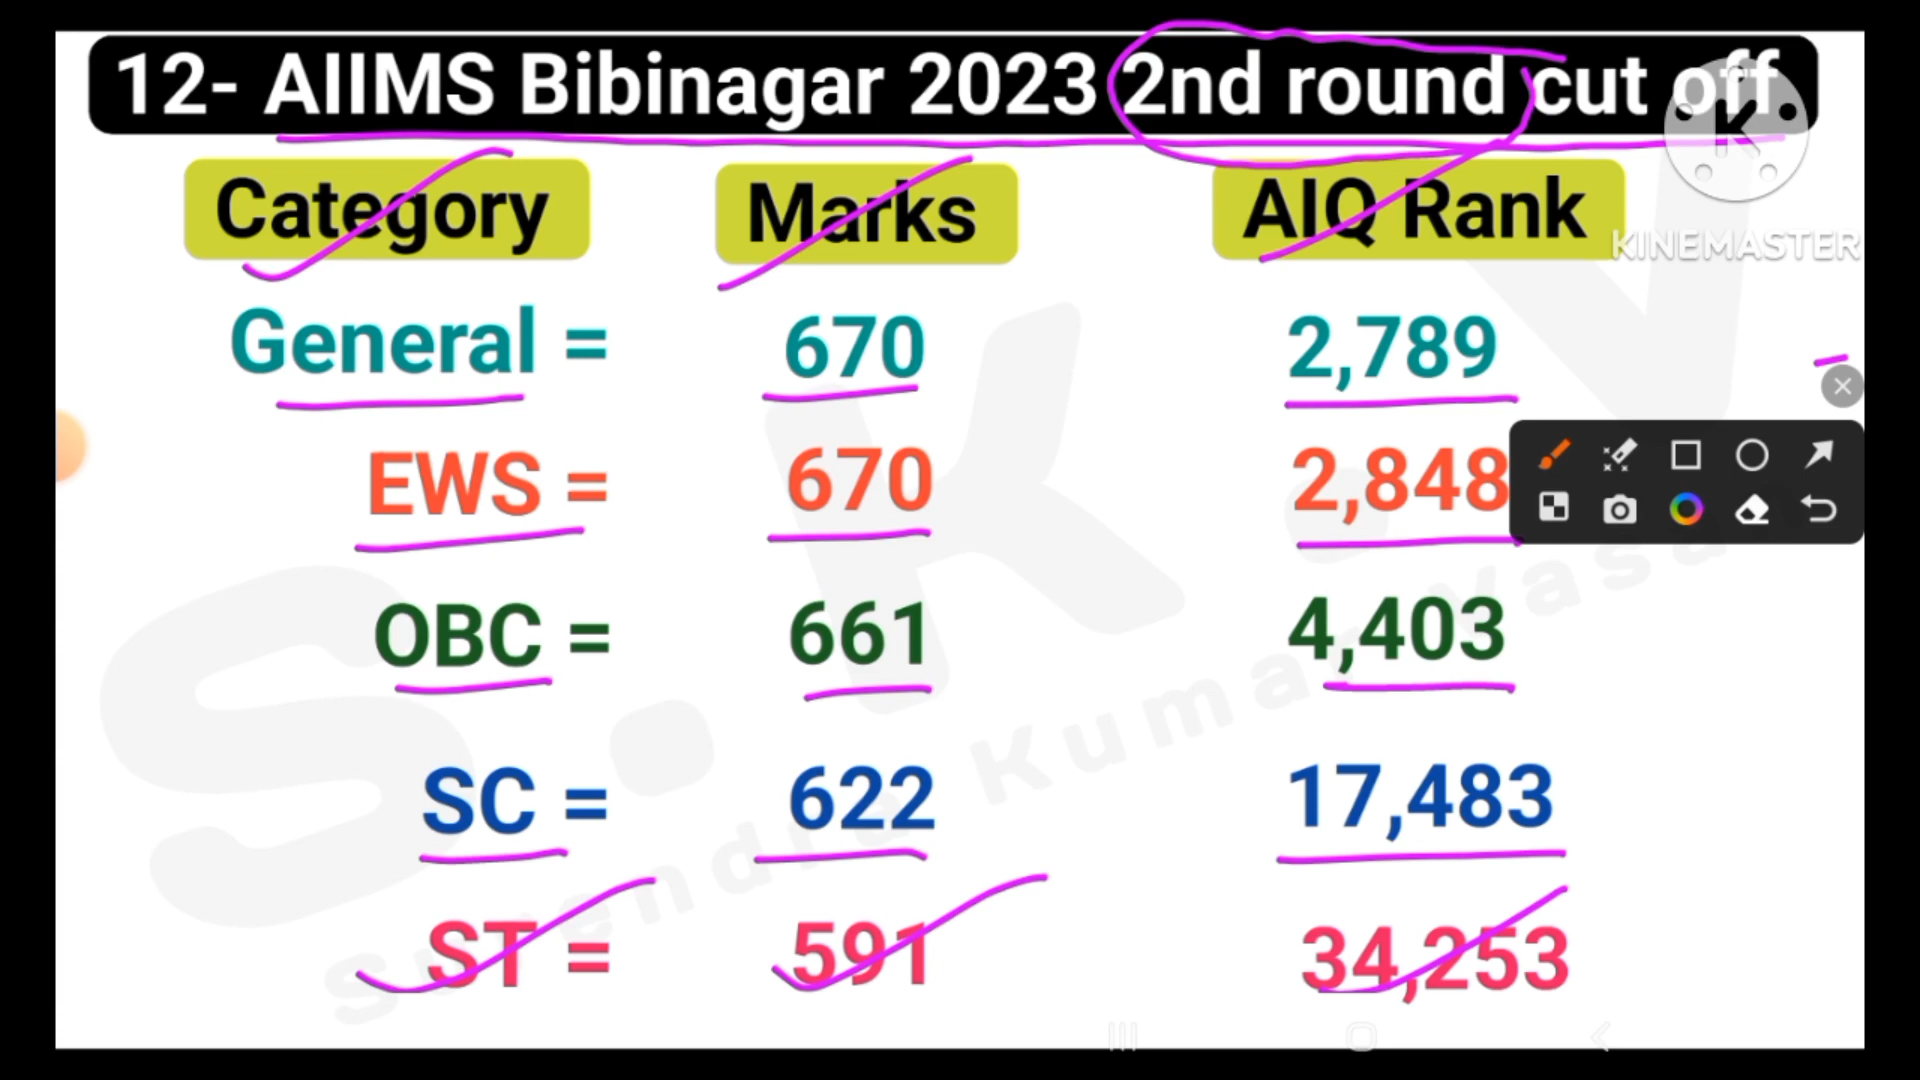 12- AIIMS Bibinagar 2023 2nd round cut off
Category Marks AIQ Rank
KINEMASTER
General = 670 2,789
EWS = 670 2,848
OBC = 661 4,403
SC = 622 17,483
ST = 591 34,253
S.K.V
Kumar